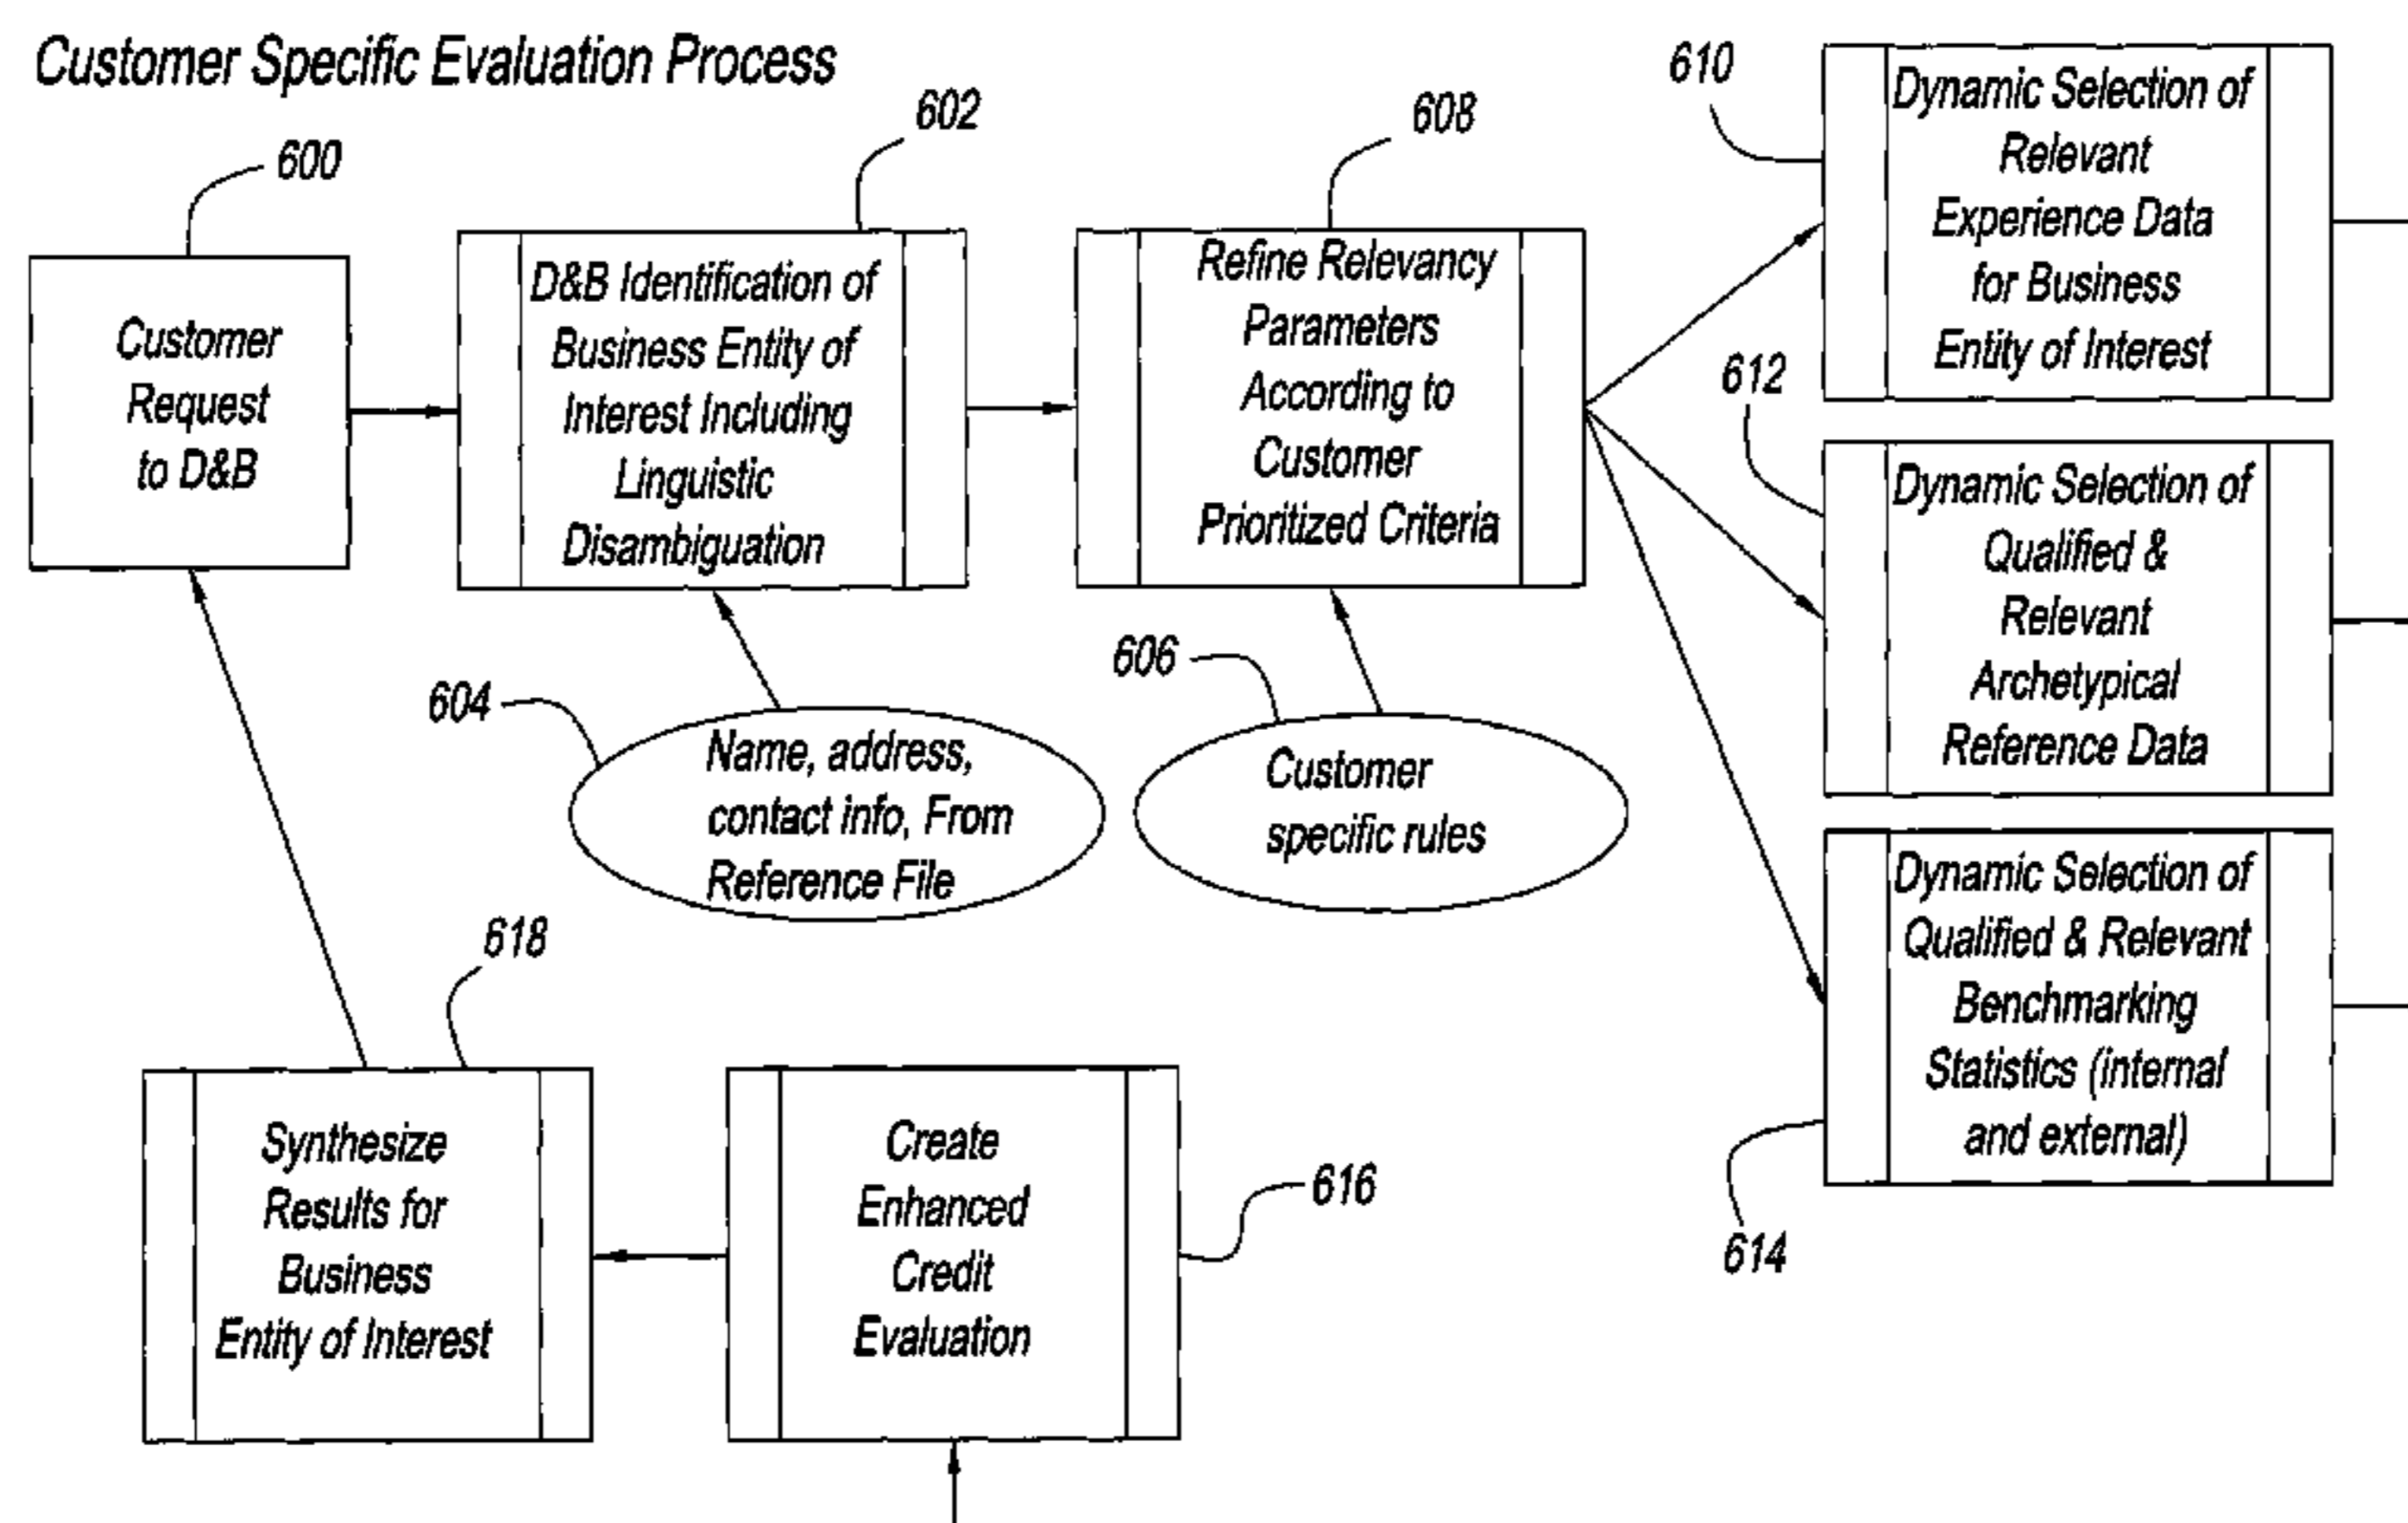 Customer Specific Evaluation Process
600
602
608
610
612
Customer
Request
to D&B
D&B Identification of
Business Entity of
Interest Including
Linguistic
Disambiguation
Refine Relevancy
Parameters
According to
Customer
Prioritized Criteria
Dynamic Selection of
Relevant
Experience Data
for Business
Entity of Interest
Dynamic Selection of
Qualified &
Relevant
Archetypical
Reference Data
604
Name, address,
contact info, From
Reference File
606
Customer
specific rules
Dynamic Selection of
Qualified & Relevant
Benchmarking
Statistics (internal
and external)
614
618
Synthesize
Results for
Business
Entity of Interest
Create
Enhanced
Credit
Evaluation
616